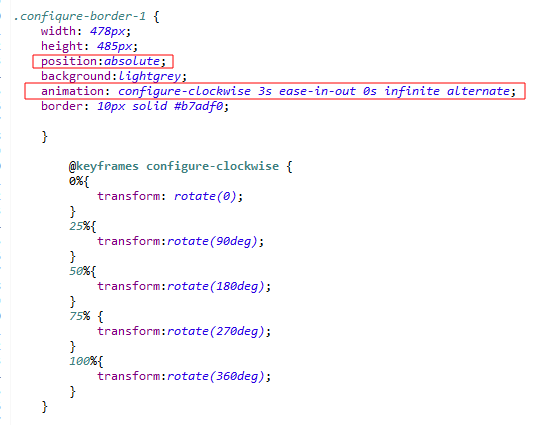 .confiqure-border-1 {
width: 478px;
height: 485px;
position:absolute;
background:lightgrey;
animation: configure-clockwise 3s ease-in-out 0s infinite alternate;
border: 10px solid #b7adf0;
}
@keyframes configure-clockwise {
0%{
transform: rotate(0);
}
25%{
transform:rotate(90deg);
}
50%{
transform:rotate(180deg);
}
75% {
transform:rotate(270deg);
}
100%{
transform:rotate(360deg);
}
}